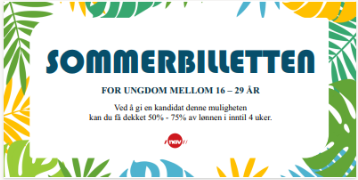 SOMMERBILLETTEN
FOR UNGDOM MELLOM 16 – 29 ÅR
Ved å gi en kandidat denne muligheten
kan du få dekket 50% - 75% av lønnen i inntil 4 uker.
nav